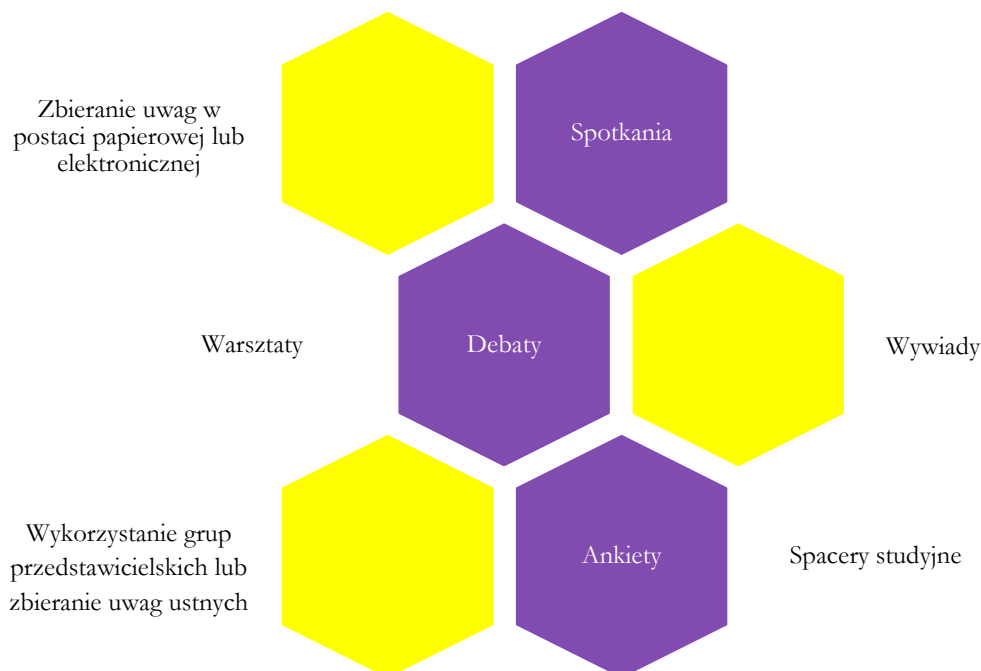 Zbieranie uwag w
postaci papierowej lub
elektronicznej
Spotkania
Warsztaty
Debaty
Wywiady
Wykorzystanie grup
przedstawicielskich lub
zbieranie uwag ustnych
Ankiety
Spacery studyjne